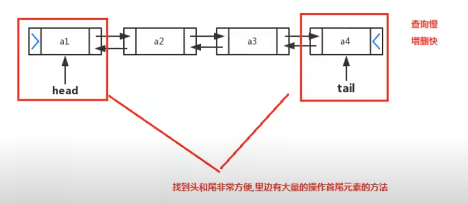 查询慢
增删快
a1 a2 a3 a4
head tail
找到头和尾非常方便,里边有大量的操作首尾元素的方法